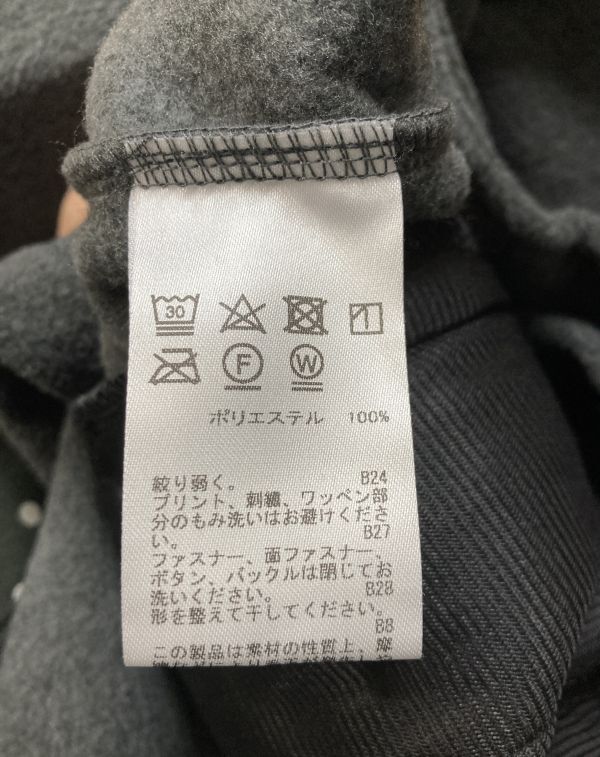 30
F W
ポリエステル 100%
絞り弱く。 B24
プリント、刺繍、ワッペン部
分のもみ洗いはお避けくださ
い。 B27
ファスナー、面ファスナー、
ボタン、バックルは閉じてお
洗いください。 B28
形を整えて干してください。
B8
この製品は素材の性質上、摩